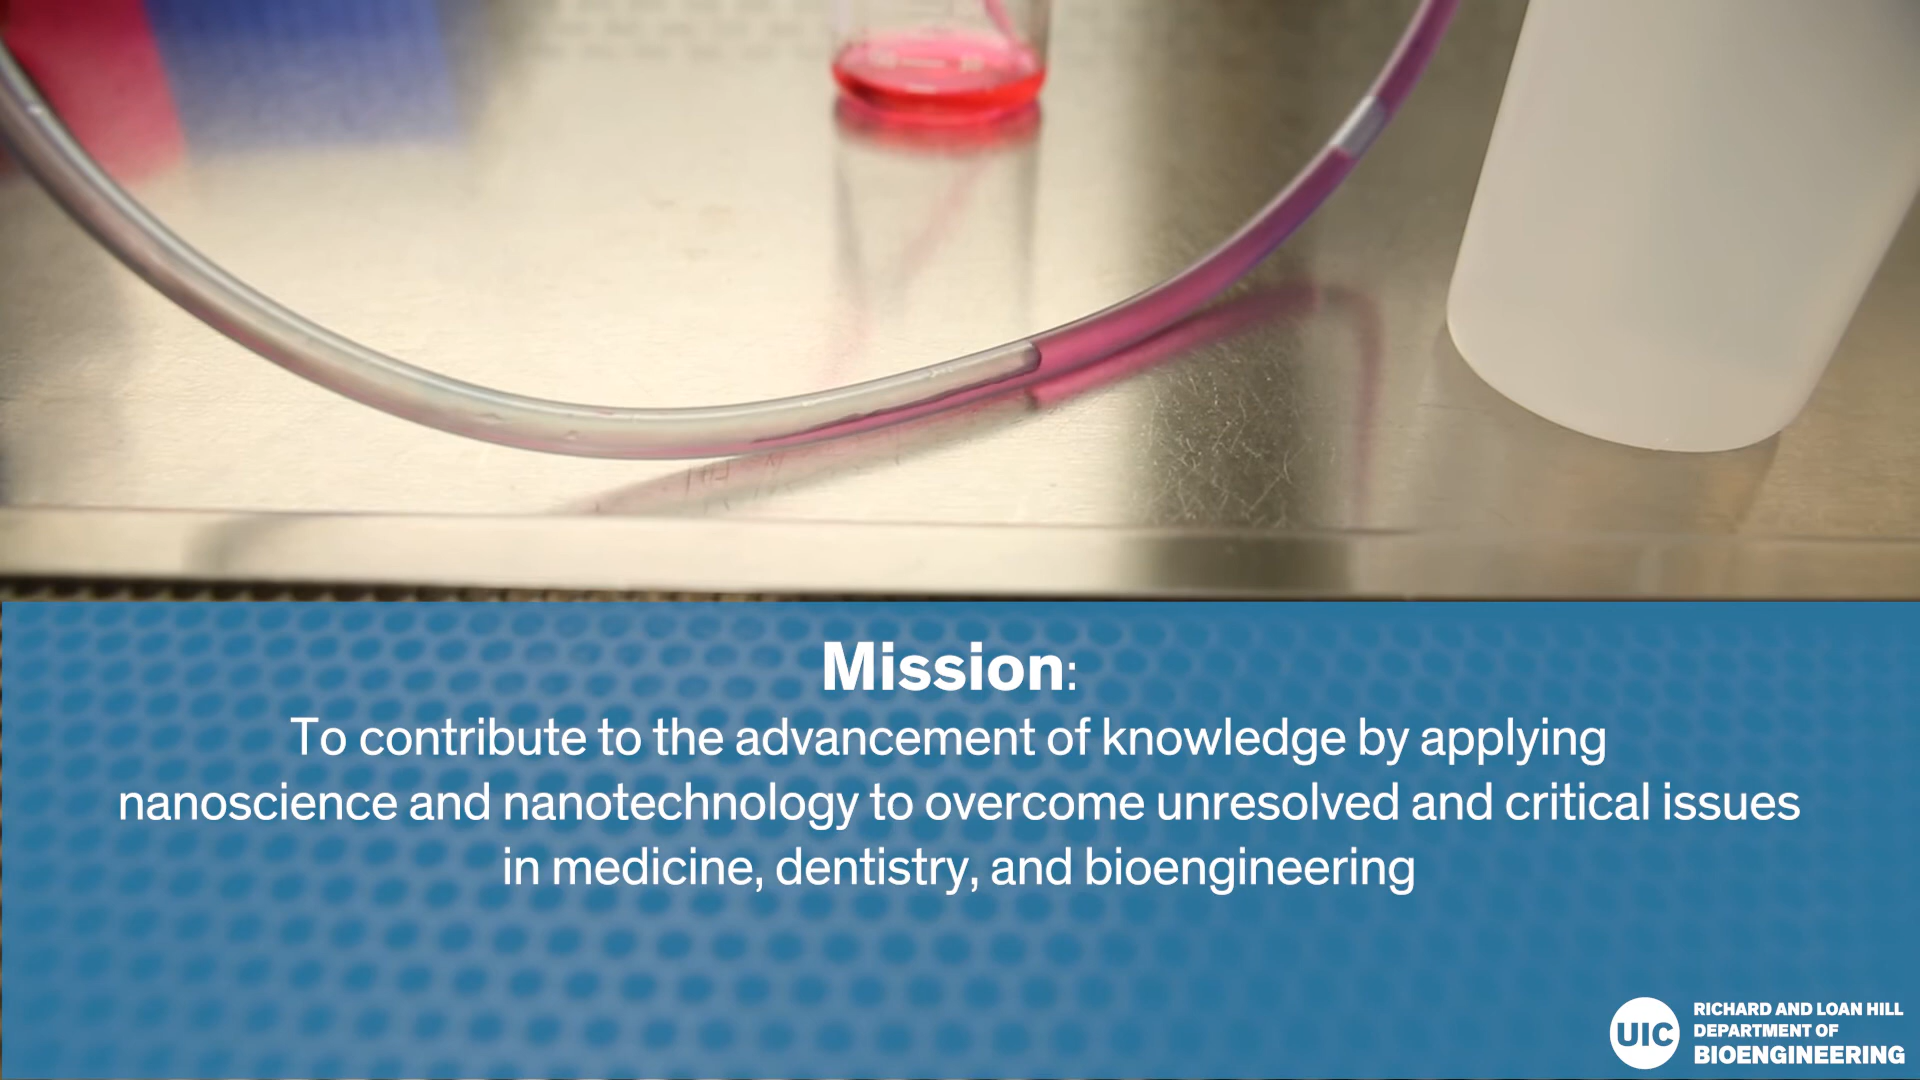 Mission:
To contribute to the advancement of knowledge by applying
nanoscience and nanotechnology to overcome unresolved and critical issues
in medicine, dentistry, and bioengineering
UIC
RICHARD AND LOAN HILL
DEPARTMENT OF
BIOENGINEERING